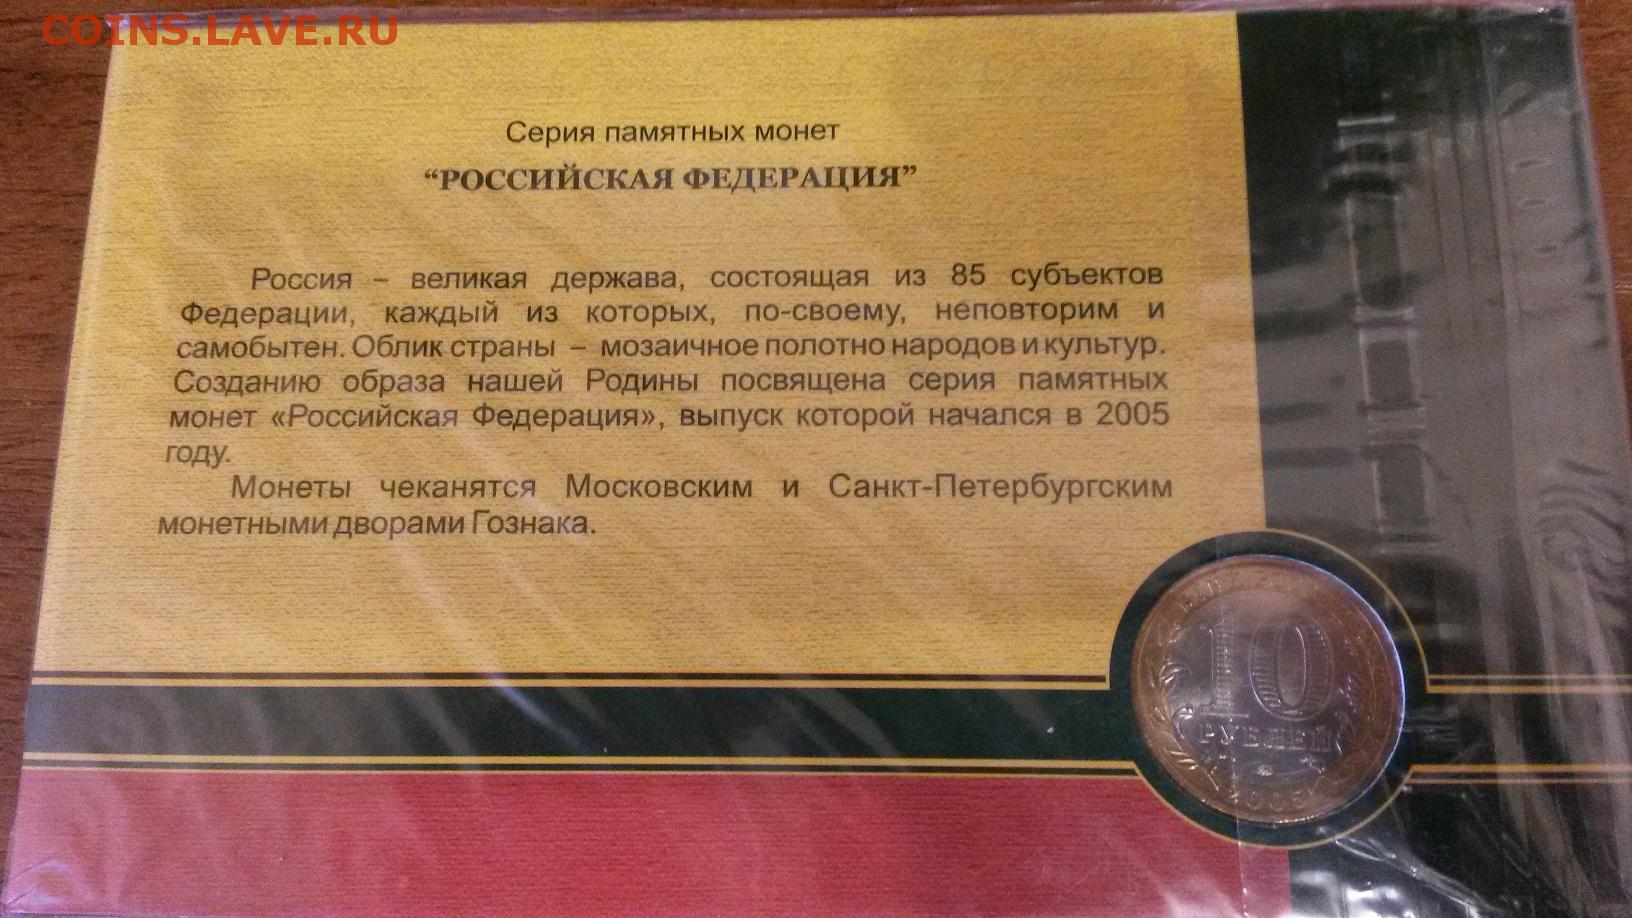 COINS.LAVE.RU
Серия памятных монет
“РОССИЙСКАЯ ФЕДЕРАЦИЯ”
Россия – великая держава, состоящая из 85 субъектов
Федерации, каждый из которых, по-своему, неповторим и
самобытен. Облик страны – мозаичное полотно народов и культур.
Созданию образа нашей Родины посвящена серия памятных
монет «Российская Федерация», выпуск которой начался в 2005
году.
Монеты чеканятся Московским и Санкт-Петербургским
монетными дворами Гознака.
10
РУБЛЕЙ
2005